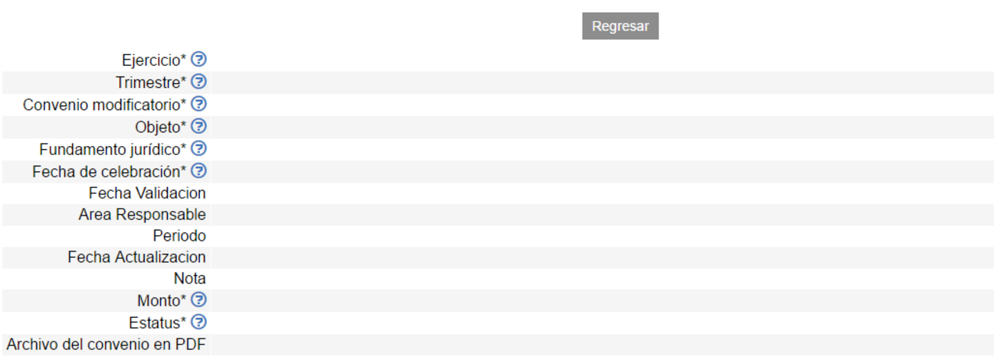 Regresar
Ejercicio*
Trimestre*
Convenio modificatorio*
Objeto*
Fundamento jurídico*
Fecha de celebración*
Fecha Validacion
Area Responsable
Periodo
Fecha Actualizacion
Nota
Monto*
Estatus*
Archivo del convenio en PDF